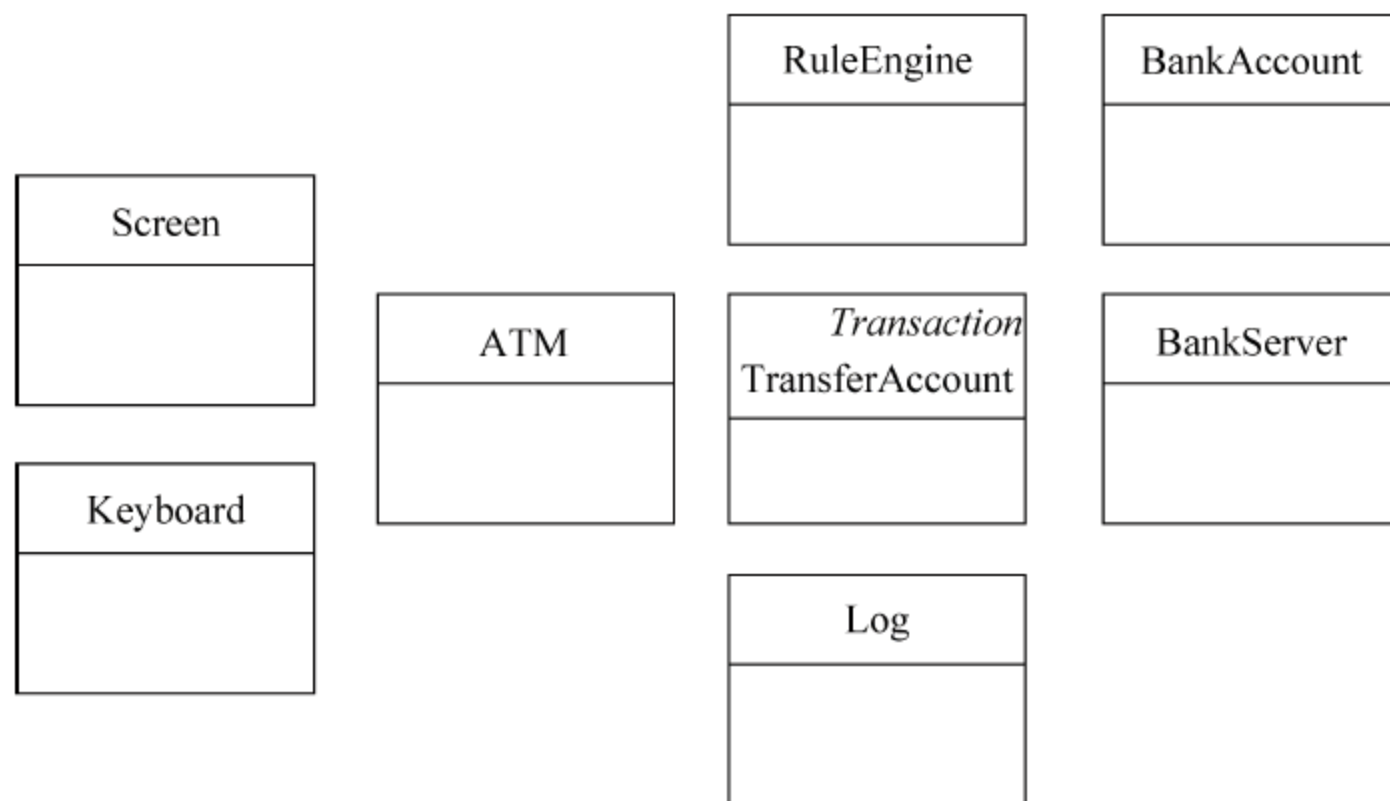 RuleEngine
BankAccount
Screen
ATM
Transaction
TransferAccount
BankServer
Keyboard
Log